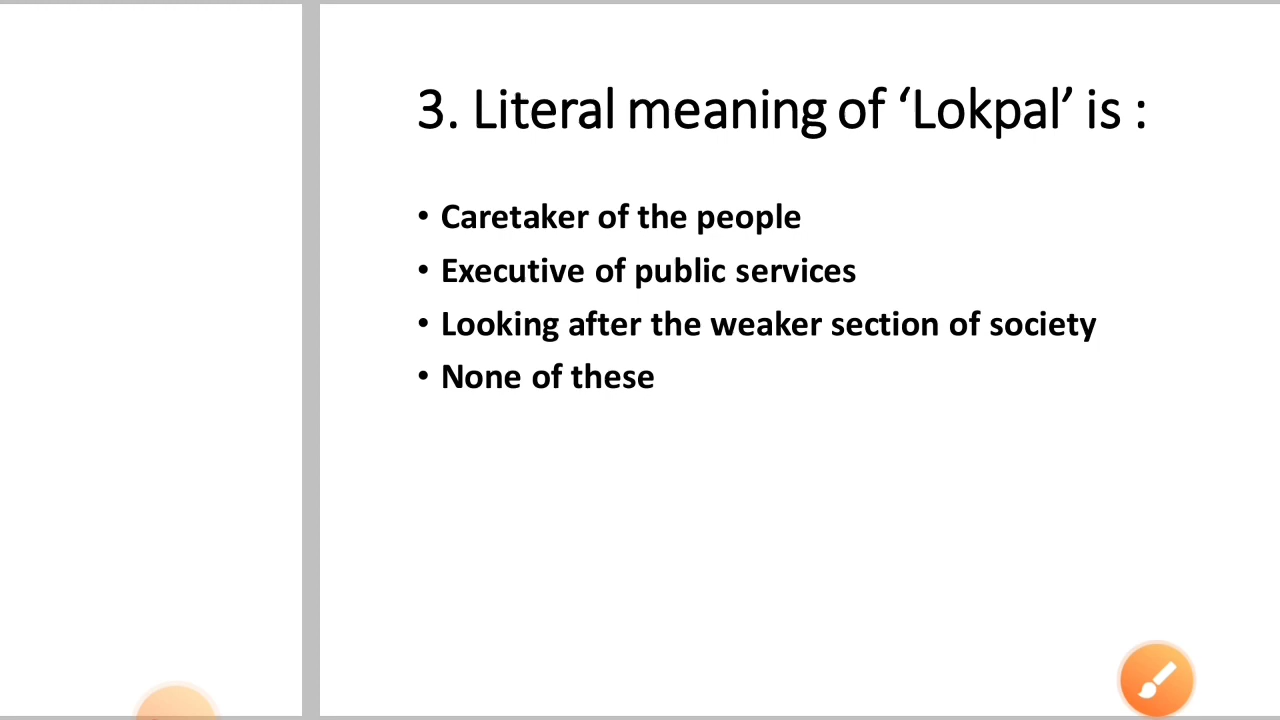 3. Literal meaning of ‘Lokpal’ is :
• Caretaker of the people
• Executive of public services
• Looking after the weaker section of society
• None of these